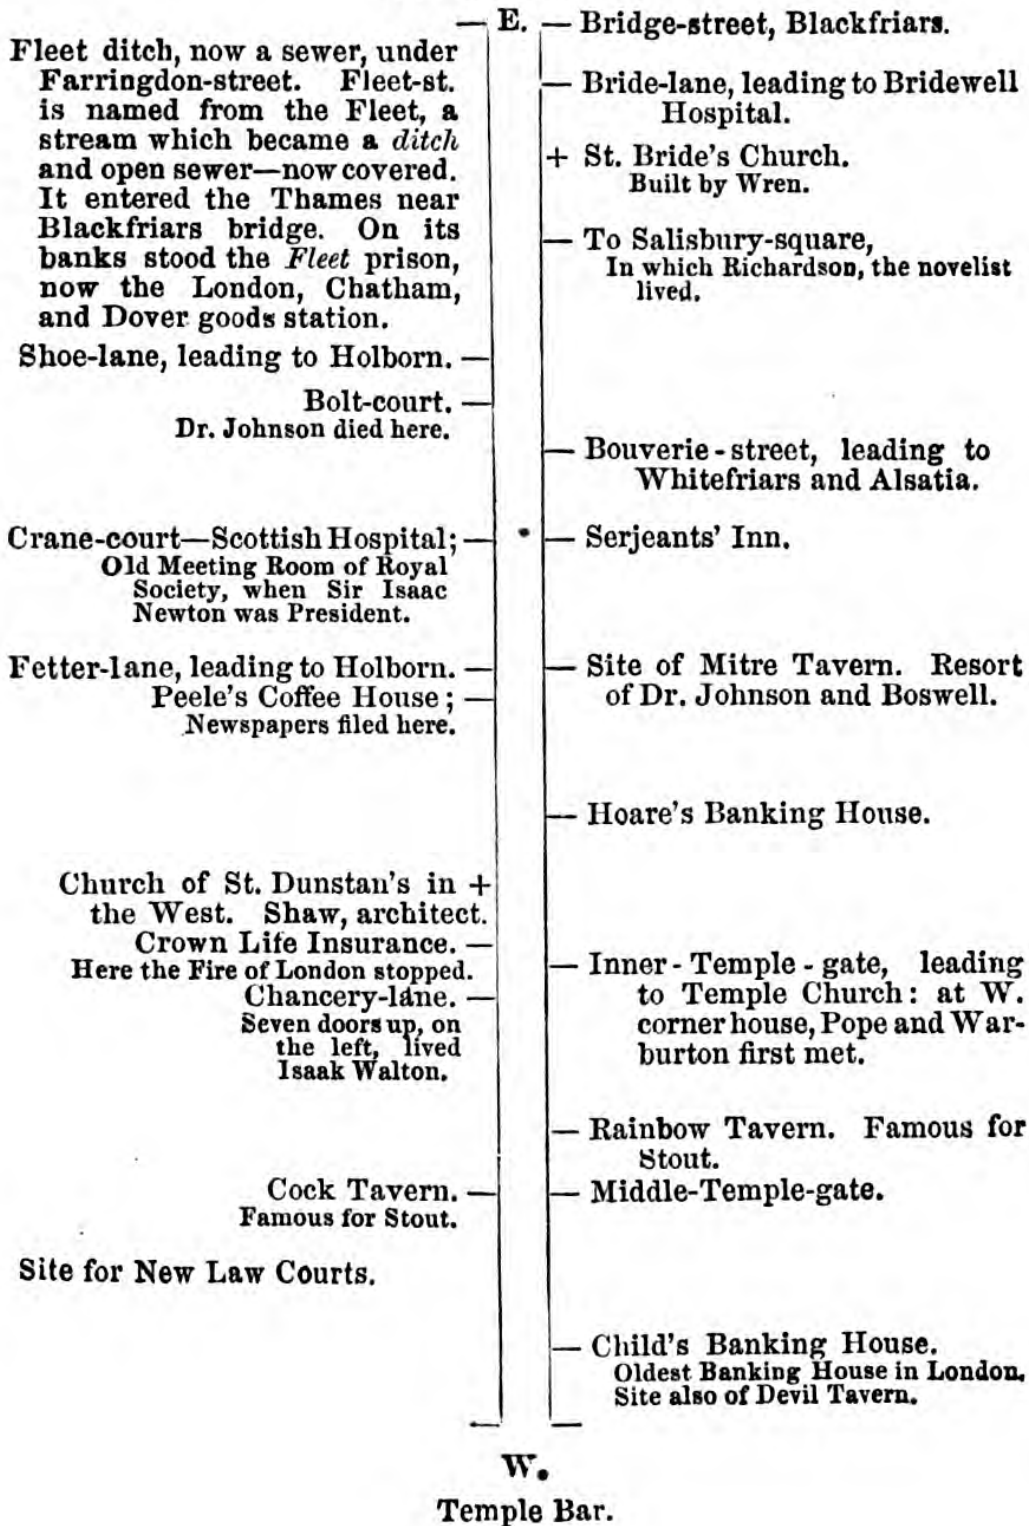 E.
Fleet ditch, now a sewer, under
Farringdon-street. Fleet-st.
is named from the Fleet, a
stream which became a ditch
and open sewer—now covered.
It entered the Thames near
Blackfriars bridge. On its
banks stood the Fleet prison,
now the London, Chatham,
and Dover goods station.
Shoe-lane, leading to Holborn. —
Bolt-court. —
Dr. Johnson died here.
Crane-court—Scottish Hospital; —
Old Meeting Room of Royal
Society, when Sir Isaac
Newton was President.
Fetter-lane, leading to Holborn. —
Peele's Coffee House; —
Newspapers filed here.
Church of St. Dunstan's in +
the West. Shaw, architect.
Crown Life Insurance. —
Here the Fire of London stopped.
Chancery-lane. —
Seven doors up, on
the left, lived
Isaak Walton.
Cock Tavern. —
Famous for Stout.
Site for New Law Courts.
— Bridge-street, Blackfriars.
— Bride-lane, leading to Bridewell
Hospital.
+ St. Bride's Church.
Built by Wren.
— To Salisbury-square,
In which Richardson, the novelist
lived.
— Bouverie-street, leading to
Whitefriars and Alsatia.
— Serjeants' Inn.
— Site of Mitre Tavern. Resort
of Dr. Johnson and Boswell.
— Hoare's Banking House.
— Inner-Temple-gate, leading
to Temple Church: at W.
corner house, Pope and War-
burton first met.
— Rainbow Tavern. Famous for
Stout.
— Middle-Temple-gate.
— Child's Banking House.
Oldest Banking House in London.
Site also of Devil Tavern.
W.
Temple Bar.